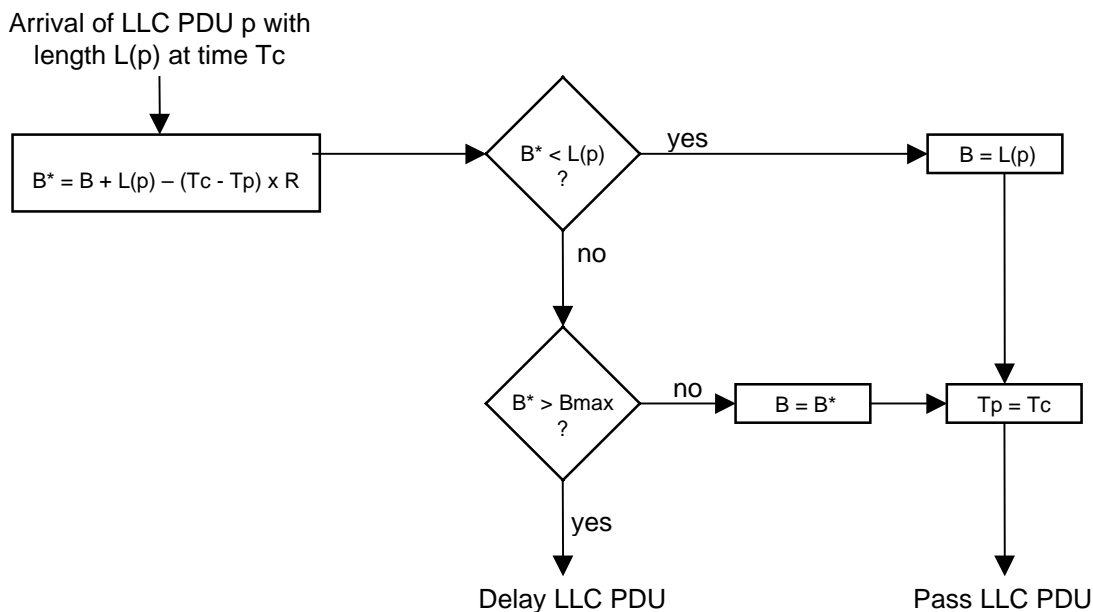 Arrival of LLC PDU p with
length L(p) at time Tc
B* = B + L(p) – (Tc - Tp) x R
B* < L(p)
?
yes
B = L(p)
no
B* > Bmax
?
no
B = B*
Tp = Tc
yes
Delay LLC PDU
Pass LLC PDU